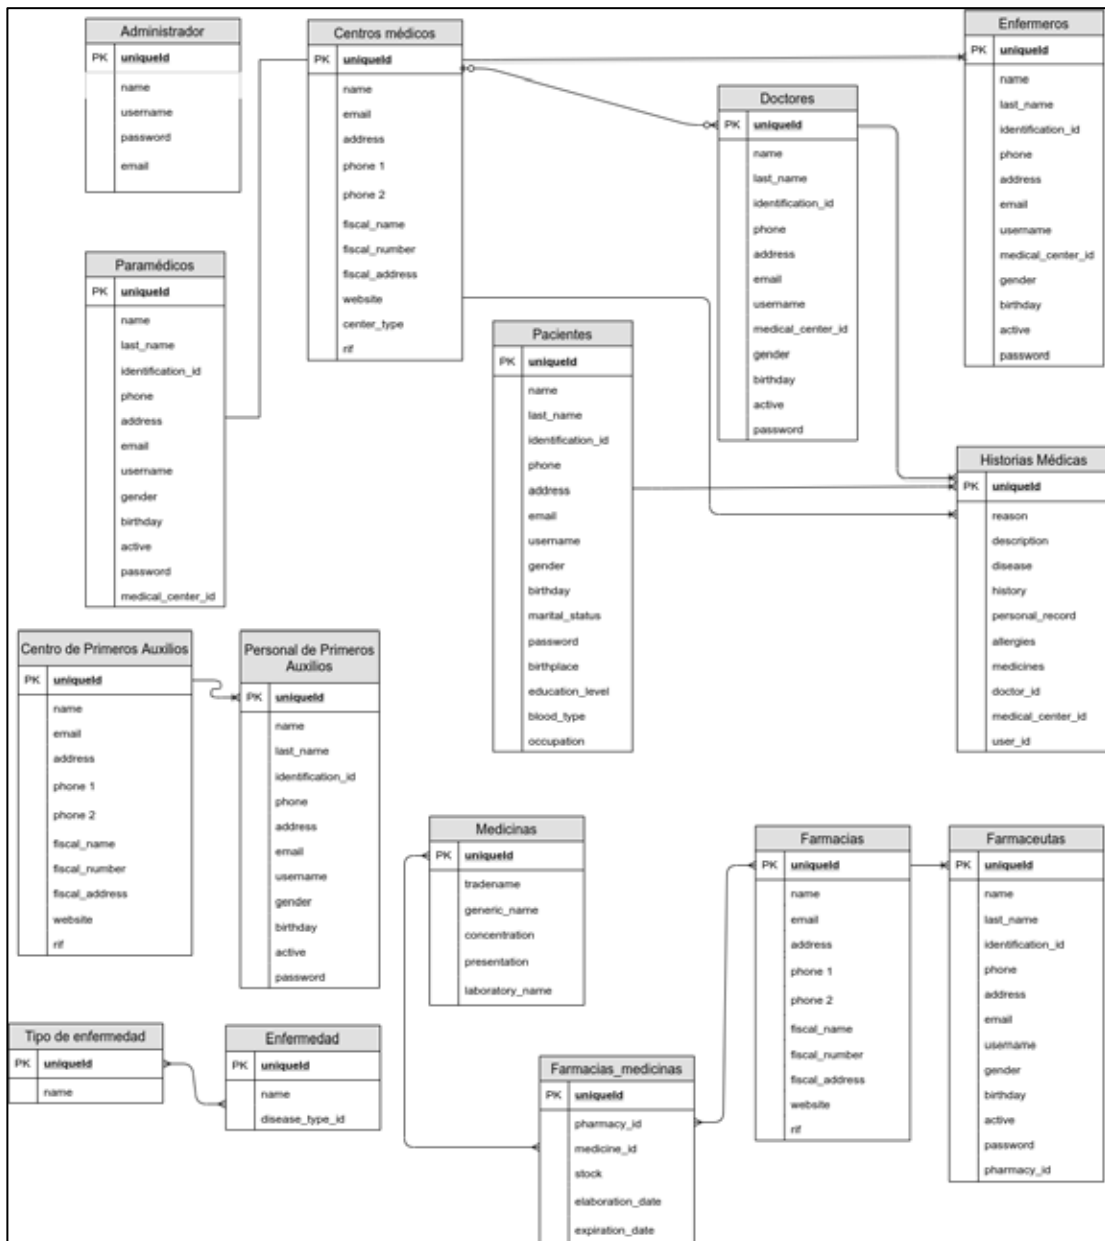 Administrador
PK uniqueId
name
username
password
email
Centros médicos
PK uniqueId
name
email
address
phone 1
phone 2
fiscal_name
fiscal_number
fiscal_address
website
center_type
rif
Enfermeros
PK uniqueId
name
last_name
identification_id
phone
address
email
username
medical_center_id
gender
birthday
active
password
Doctores
PK uniqueId
name
last_name
identification_id
phone
address
email
username
medical_center_id
gender
birthday
active
password
Paramédicos
PK uniqueId
name
last_name
identification_id
phone
address
email
username
gender
birthday
active
password
medical_center_id
Pacientes
PK uniqueId
name
last_name
identification_id
phone
address
email
username
gender
birthday
marital_status
password
birthplace
education_level
blood_type
occupation
Historias Médicas
PK uniqueId
reason
description
disease
history
personal_record
allergies
medicines
doctor_id
medical_center_id
user_id
Centro de Primeros Auxilios
PK uniqueId
name
email
address
phone 1
phone 2
fiscal_name
fiscal_number
fiscal_address
website
rif
Personal de Primeros
Auxilios
PK uniqueId
name
last_name
identification_id
phone
address
email
username
gender
birthday
active
password
Medicinas
PK uniqueId
tradename
generic_name
concentration
presentation
laboratory_name
Farmacias
PK uniqueId
name
email
address
phone 1
phone 2
fiscal_name
fiscal_number
fiscal_address
website
rif
Farmaceutas
PK uniqueId
name
last_name
identification_id
phone
address
email
username
gender
birthday
active
password
pharmacy_id
Tipo de enfermedad
PK uniqueId
name
Enfermedad
PK uniqueId
name
disease_type_id
Farmacias_medicinas
PK uniqueId
pharmacy_id
medicine_id
stock
elaboration_date
expiration_date